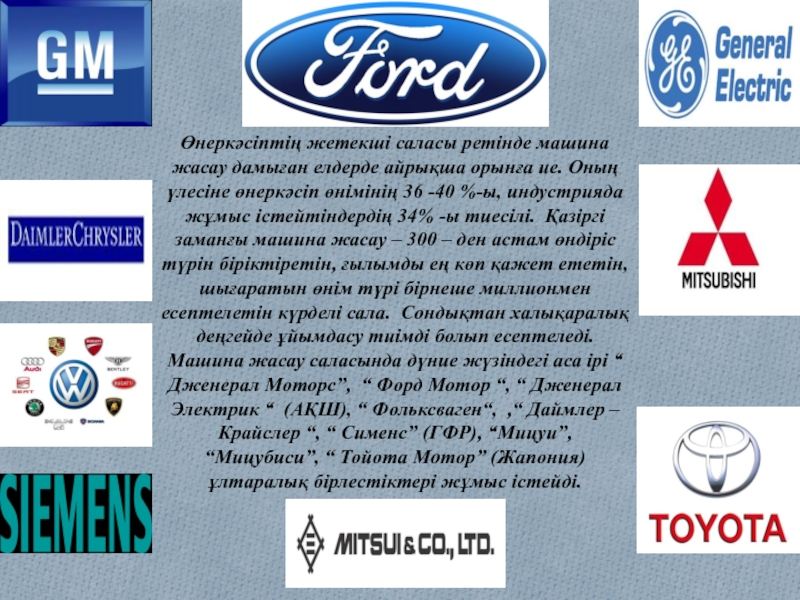 GM
Ford
General
Electric
Өнеркәсіптің жетекші саласы ретінде машина
жасау дамыған елдерде айрықша орынға ие. Оның
үлесіне өнеркәсіп өнімінің 36 -40 %-ы, индустрияда
жұмыс істейтіндердің 34% -ы тиесілі. Қазіргі
заманғы машина жасау – 300 – ден астам өндіріс
түрін біріктіретін, ғылымды ең көп қажет ететін,
шығаратын өнім түрі бірнеше миллионмен
есептелетін күрделі сала. Сондықтан халықаралық
деңгейде ұйымдасу тиімді болып есептеледі.
Машина жасау саласында дүние жүзіндегі аса ірі “
Дженерал Моторс”, “ Форд Мотор “, “ Дженерал
Электрик “ (АҚШ), “ Фольксваген“, ,“ Даймлер –
Крайслер “, “ Сименс” (ГФР), “Мицуи”,
“Мицубиси”, “ Тойота Мотор” (Жапония)
ұлтаралық бірлестіктері жұмыс істейді.
DAIMLERCHRYSLER
MITSUBISHI
Audi
BENTLEY
SEAT
BUGATTI
SCANIA
SIEMENS
MITSUI & CO., LTD.
TOYOTA